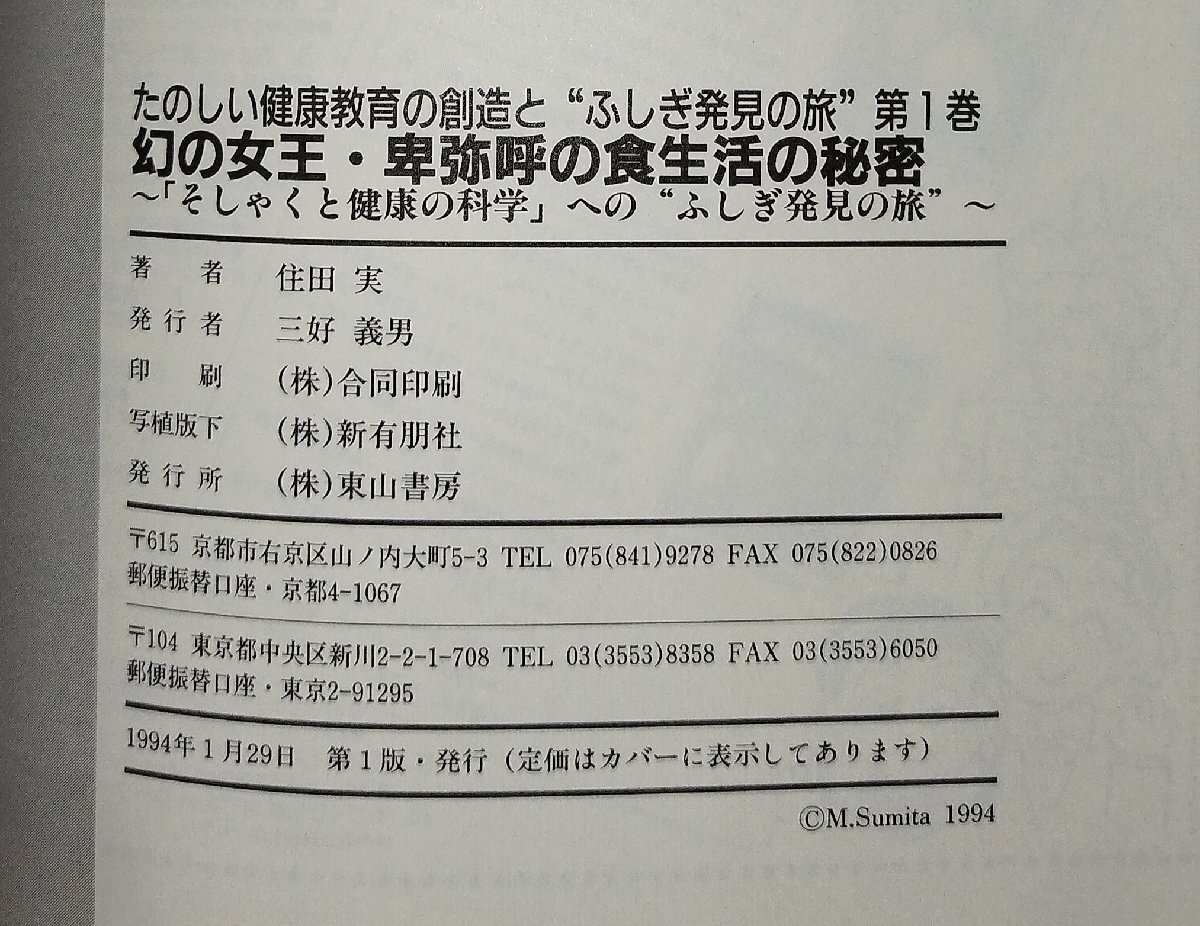 たのしい健康教育の創造と“ふしぎ発見の旅”第1巻
幻の女王・卑弥呼の食生活の秘密
～「そしゃくと健康の科学」への“ふしぎ発見の旅”～
著者 住田 実
発行者 三好 義男
印刷 (株)合同印刷
写植版下 (株)新有朋社
発行所 (株)東山書房
〒615 京都市右京区山ノ内大町5-3 TEL 075(841)9278 FAX 075(822)0826
郵便振替口座・京都4-1067
〒104 東京都中央区新川2-2-1-708 TEL 03(3553)8358 FAX 03(3553)6050
郵便振替口座・東京2-91295
1994年1月29日 第1版・発行(定価はカバーに表示してあります)
©M.Sumita 1994